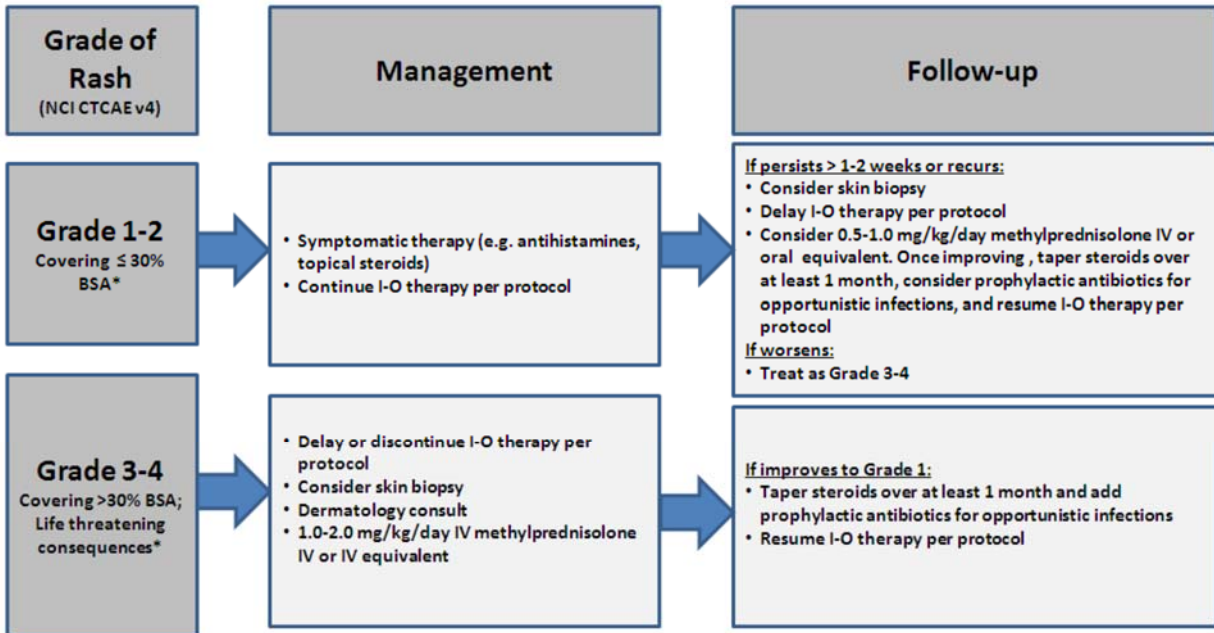 Grade of
Rash
(NCI CTCAE v4)
Management
Follow-up
Grade 1-2
Covering ≤ 30%
BSA*
• Symptomatic therapy (e.g. antihistamines,
topical steroids)
• Continue I-O therapy per protocol
If persists > 1-2 weeks or recurs:
• Consider skin biopsy
• Delay I-O therapy per protocol
• Consider 0.5-1.0 mg/kg/day methylprednisolone IV or
oral equivalent. Once improving , taper steroids over
at least 1 month, consider prophylactic antibiotics for
opportunistic infections, and resume I-O therapy per
protocol
If worsens:
• Treat as Grade 3-4
Grade 3-4
Covering >30% BSA;
Life threatening
consequences*
• Delay or discontinue I-O therapy per
protocol
• Consider skin biopsy
• Dermatology consult
• 1.0-2.0 mg/kg/day IV methylprednisolone
IV or IV equivalent
If improves to Grade 1:
• Taper steroids over at least 1 month and add
prophylactic antibiotics for opportunistic infections
• Resume I-O therapy per protocol